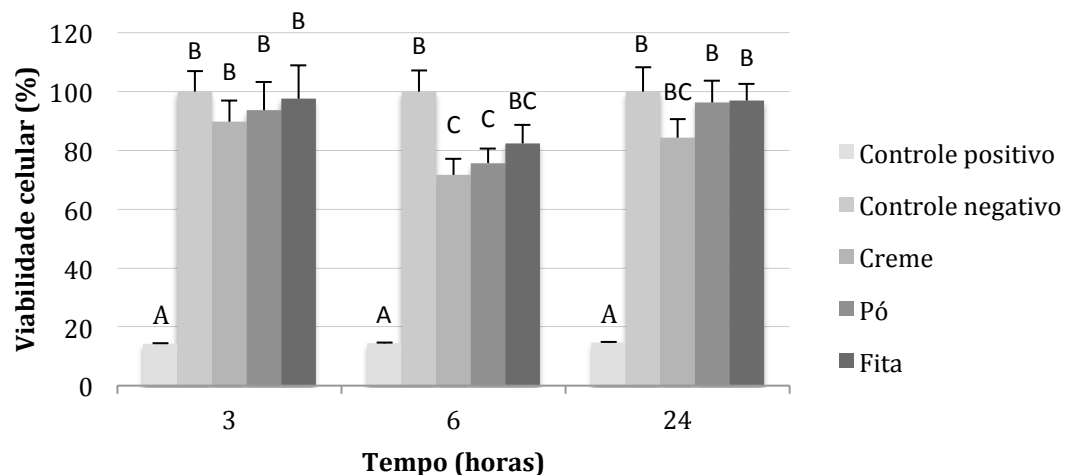 Viabilidade celular (%)
120
100
80
60
40
20
0
A
B
B
B
B
A
B
C
C
BC
A
B
BC
B
B
3
6
24
Tempo (horas)
Controle positivo
Controle negativo
Creme
Pó
Fita